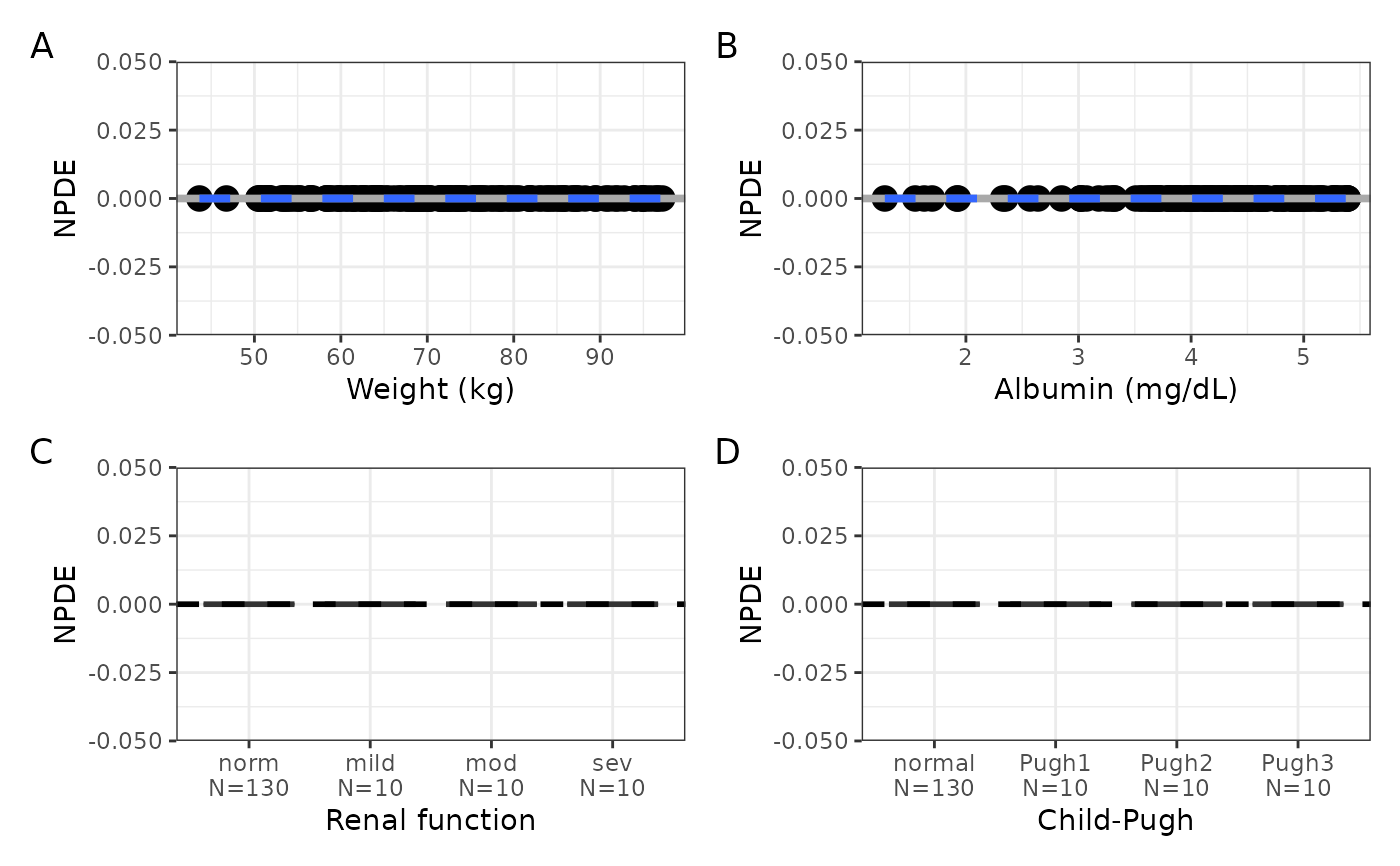 A
0.050
0.025
0.000
-0.025
-0.050
NPDE
50 60 70 80 90
Weight (kg)
B
0.050
0.025
0.000
-0.025
-0.050
NPDE
2 3 4 5
Albumin (mg/dL)
C
0.050
0.025
0.000
-0.025
-0.050
NPDE
norm mild mod sev
N=130 N=10 N=10 N=10
Renal function
D
0.050
0.025
0.000
-0.025
-0.050
NPDE
normal Pugh1 Pugh2 Pugh3
N=130 N=10 N=10 N=10
Child-Pugh